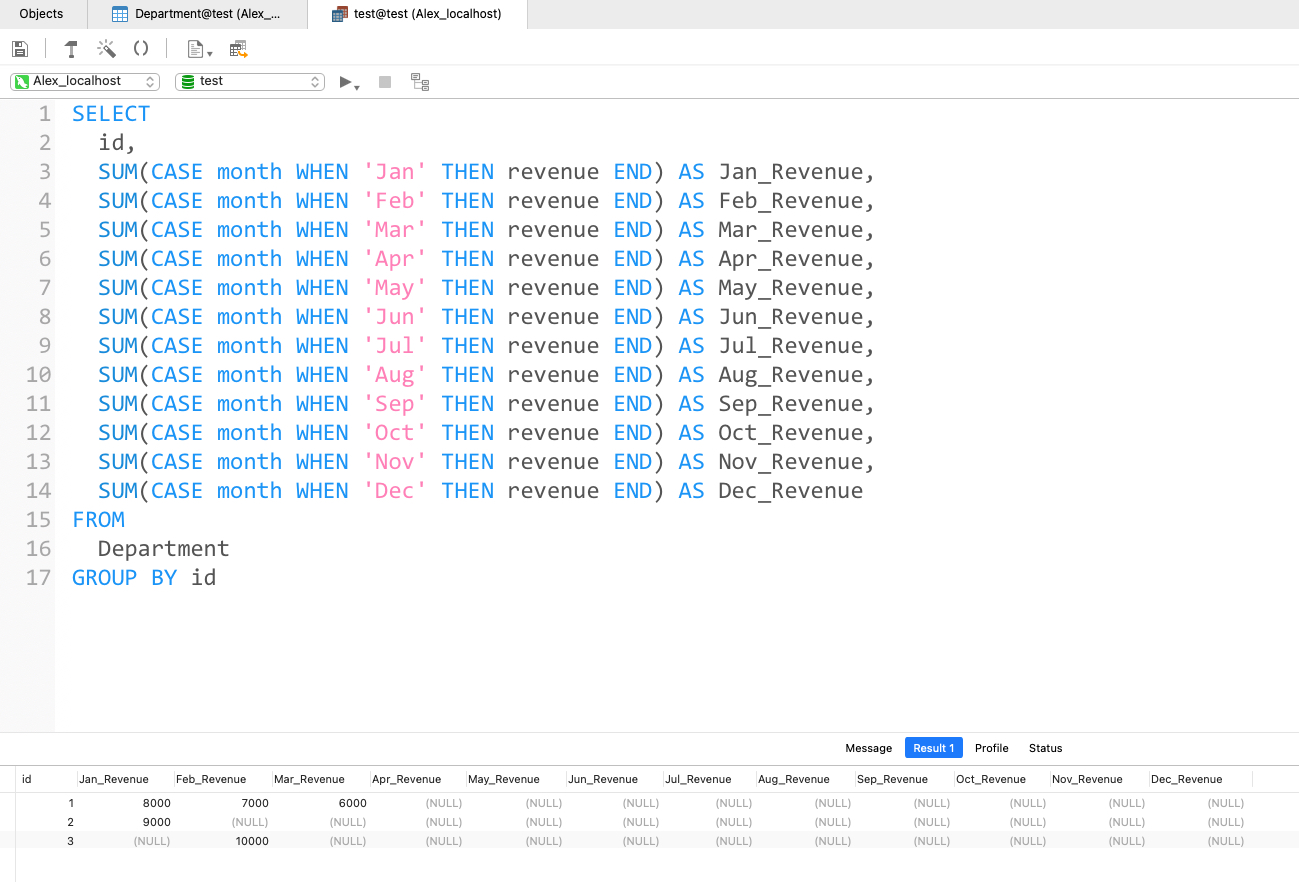 Objects Department@test (Alex_... test@test (Alex_localhost)
Alex_localhost test
1 SELECT
2 id,
3 SUM(CASE month WHEN 'Jan' THEN revenue END) AS Jan_Revenue,
4 SUM(CASE month WHEN 'Feb' THEN revenue END) AS Feb_Revenue,
5 SUM(CASE month WHEN 'Mar' THEN revenue END) AS Mar_Revenue,
6 SUM(CASE month WHEN 'Apr' THEN revenue END) AS Apr_Revenue,
7 SUM(CASE month WHEN 'May' THEN revenue END) AS May_Revenue,
8 SUM(CASE month WHEN 'Jun' THEN revenue END) AS Jun_Revenue,
9 SUM(CASE month WHEN 'Jul' THEN revenue END) AS Jul_Revenue,
10 SUM(CASE month WHEN 'Aug' THEN revenue END) AS Aug_Revenue,
11 SUM(CASE month WHEN 'Sep' THEN revenue END) AS Sep_Revenue,
12 SUM(CASE month WHEN 'Oct' THEN revenue END) AS Oct_Revenue,
13 SUM(CASE month WHEN 'Nov' THEN revenue END) AS Nov_Revenue,
14 SUM(CASE month WHEN 'Dec' THEN revenue END) AS Dec_Revenue
15 FROM
16 Department
17 GROUP BY id
Message Result 1 Profile Status
id Jan_Revenue Feb_Revenue Mar_Revenue Apr_Revenue May_Revenue Jun_Revenue Jul_Revenue Aug_Revenue Sep_Revenue Oct_Revenue Nov_Revenue Dec_Revenue
1 8000 7000 6000 (NULL) (NULL) (NULL) (NULL) (NULL) (NULL) (NULL) (NULL) (NULL)
2 9000 (NULL) (NULL) (NULL) (NULL) (NULL) (NULL) (NULL) (NULL) (NULL) (NULL) (NULL)
3 (NULL) 10000 (NULL) (NULL) (NULL) (NULL) (NULL) (NULL) (NULL) (NULL) (NULL) (NULL)